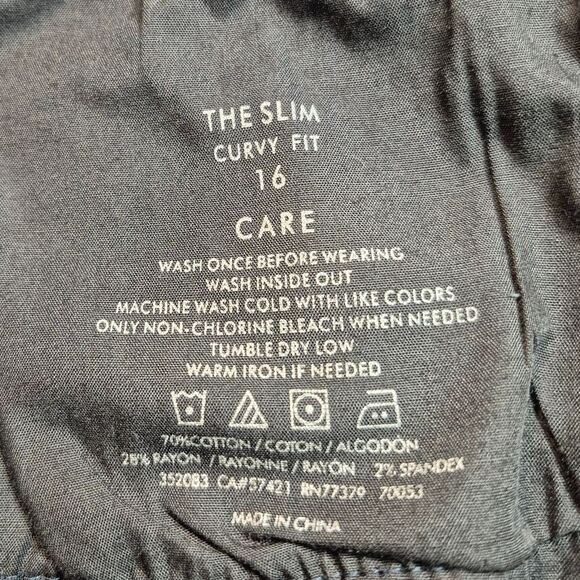 THE SLIM
CURVY FIT
16
CARE
WASH ONCE BEFORE WEARING
WASH INSIDE OUT
MACHINE WASH COLD WITH LIKE COLORS
ONLY NON-CHLORINE BLEACH WHEN NEEDED
TUMBLE DRY LOW
WARM IRON IF NEEDED
70%COTTON / COTON / ALGODON
28% RAYON / RAYONNE / RAYON 2% SPANDEX
352083 CA#57421 RN77379 70053
MADE IN CHINA